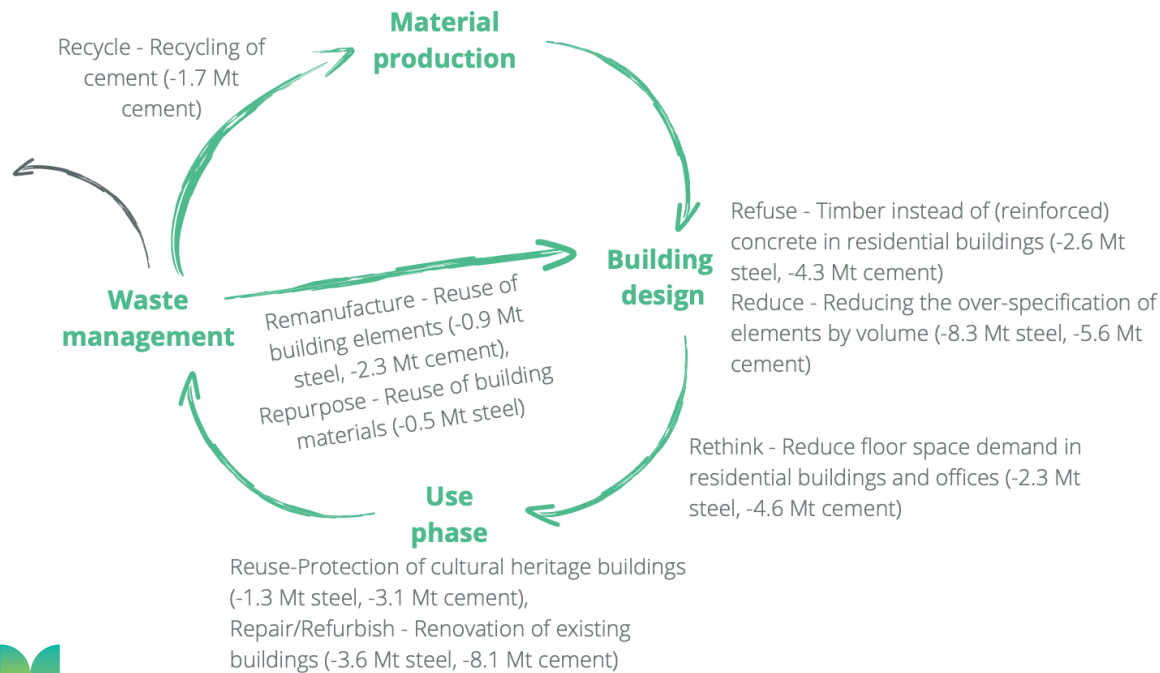 Material
production
Recycle - Recycling of
cement (-1.7 Mt
cement)
Refuse - Timber instead of (reinforced)
concrete in residential buildings (-2.6 Mt
steel, -4.3 Mt cement)
Reduce - Reducing the over-specification of
elements by volume (-8.3 Mt steel, -5.6 Mt
cement)
Building
design
Waste
management
Remanufacture - Reuse of
building elements (-0.9 Mt
steel, -2.3 Mt cement),
Repurpose - Reuse of building
materials (-0.5 Mt steel)
Rethink - Reduce floor space demand in
residential buildings and offices (-2.3 Mt
steel, -4.6 Mt cement)
Use
phase
Reuse-Protection of cultural heritage buildings
(-1.3 Mt steel, -3.1 Mt cement),
Repair/Refurbish - Renovation of existing
buildings (-3.6 Mt steel, -8.1 Mt cement)